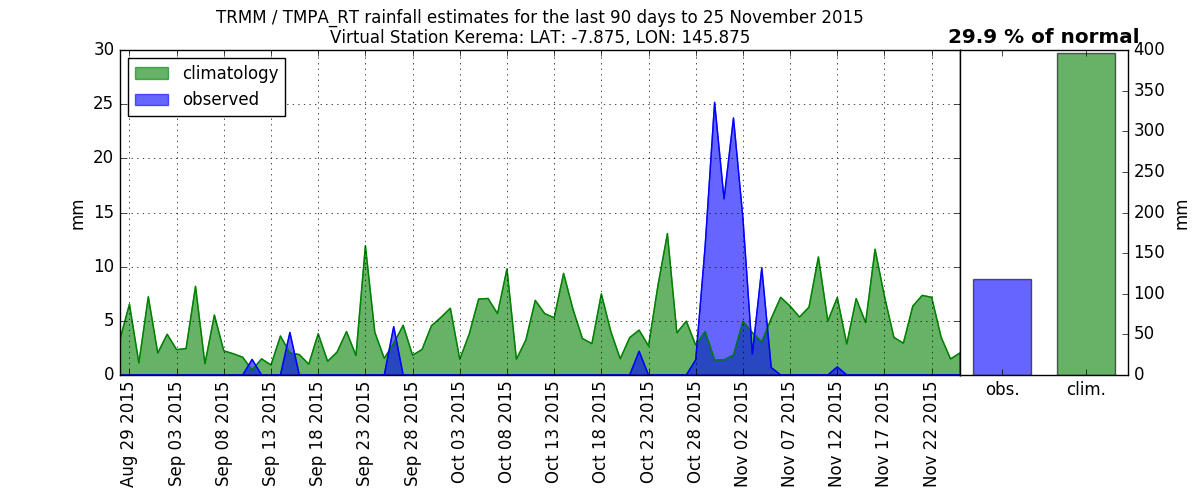 TRMM / TMPA_RT rainfall estimates for the last 90 days to 25 November 2015
Virtual Station Kerema: LAT: -7.875, LON: 145.875
29.9 % of normal
climatology
observed
30
25
20
15
10
5
0
mm
400
350
300
250
200
150
100
50
0
mm
Aug 29 2015
Sep 03 2015
Sep 08 2015
Sep 13 2015
Sep 18 2015
Sep 23 2015
Sep 28 2015
Oct 03 2015
Oct 08 2015
Oct 13 2015
Oct 18 2015
Oct 23 2015
Oct 28 2015
Nov 02 2015
Nov 07 2015
Nov 12 2015
Nov 17 2015
Nov 22 2015
obs.
clim.